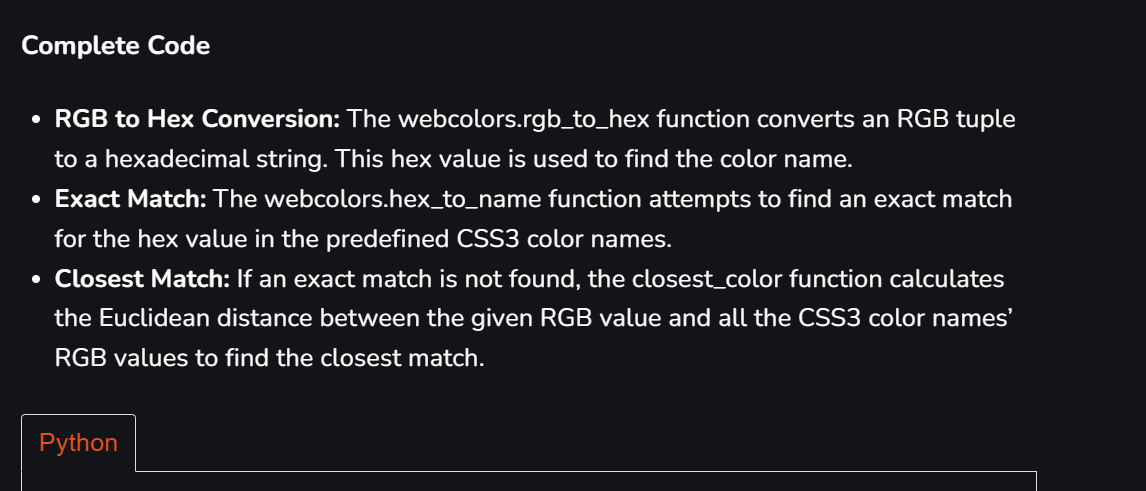 Complete Code
• RGB to Hex Conversion: The webcolors.rgb_to_hex function converts an RGB tuple
to a hexadecimal string. This hex value is used to find the color name.
• Exact Match: The webcolors.hex_to_name function attempts to find an exact match
for the hex value in the predefined CSS3 color names.
• Closest Match: If an exact match is not found, the closest_color function calculates
the Euclidean distance between the given RGB value and all the CSS3 color names’
RGB values to find the closest match.
Python